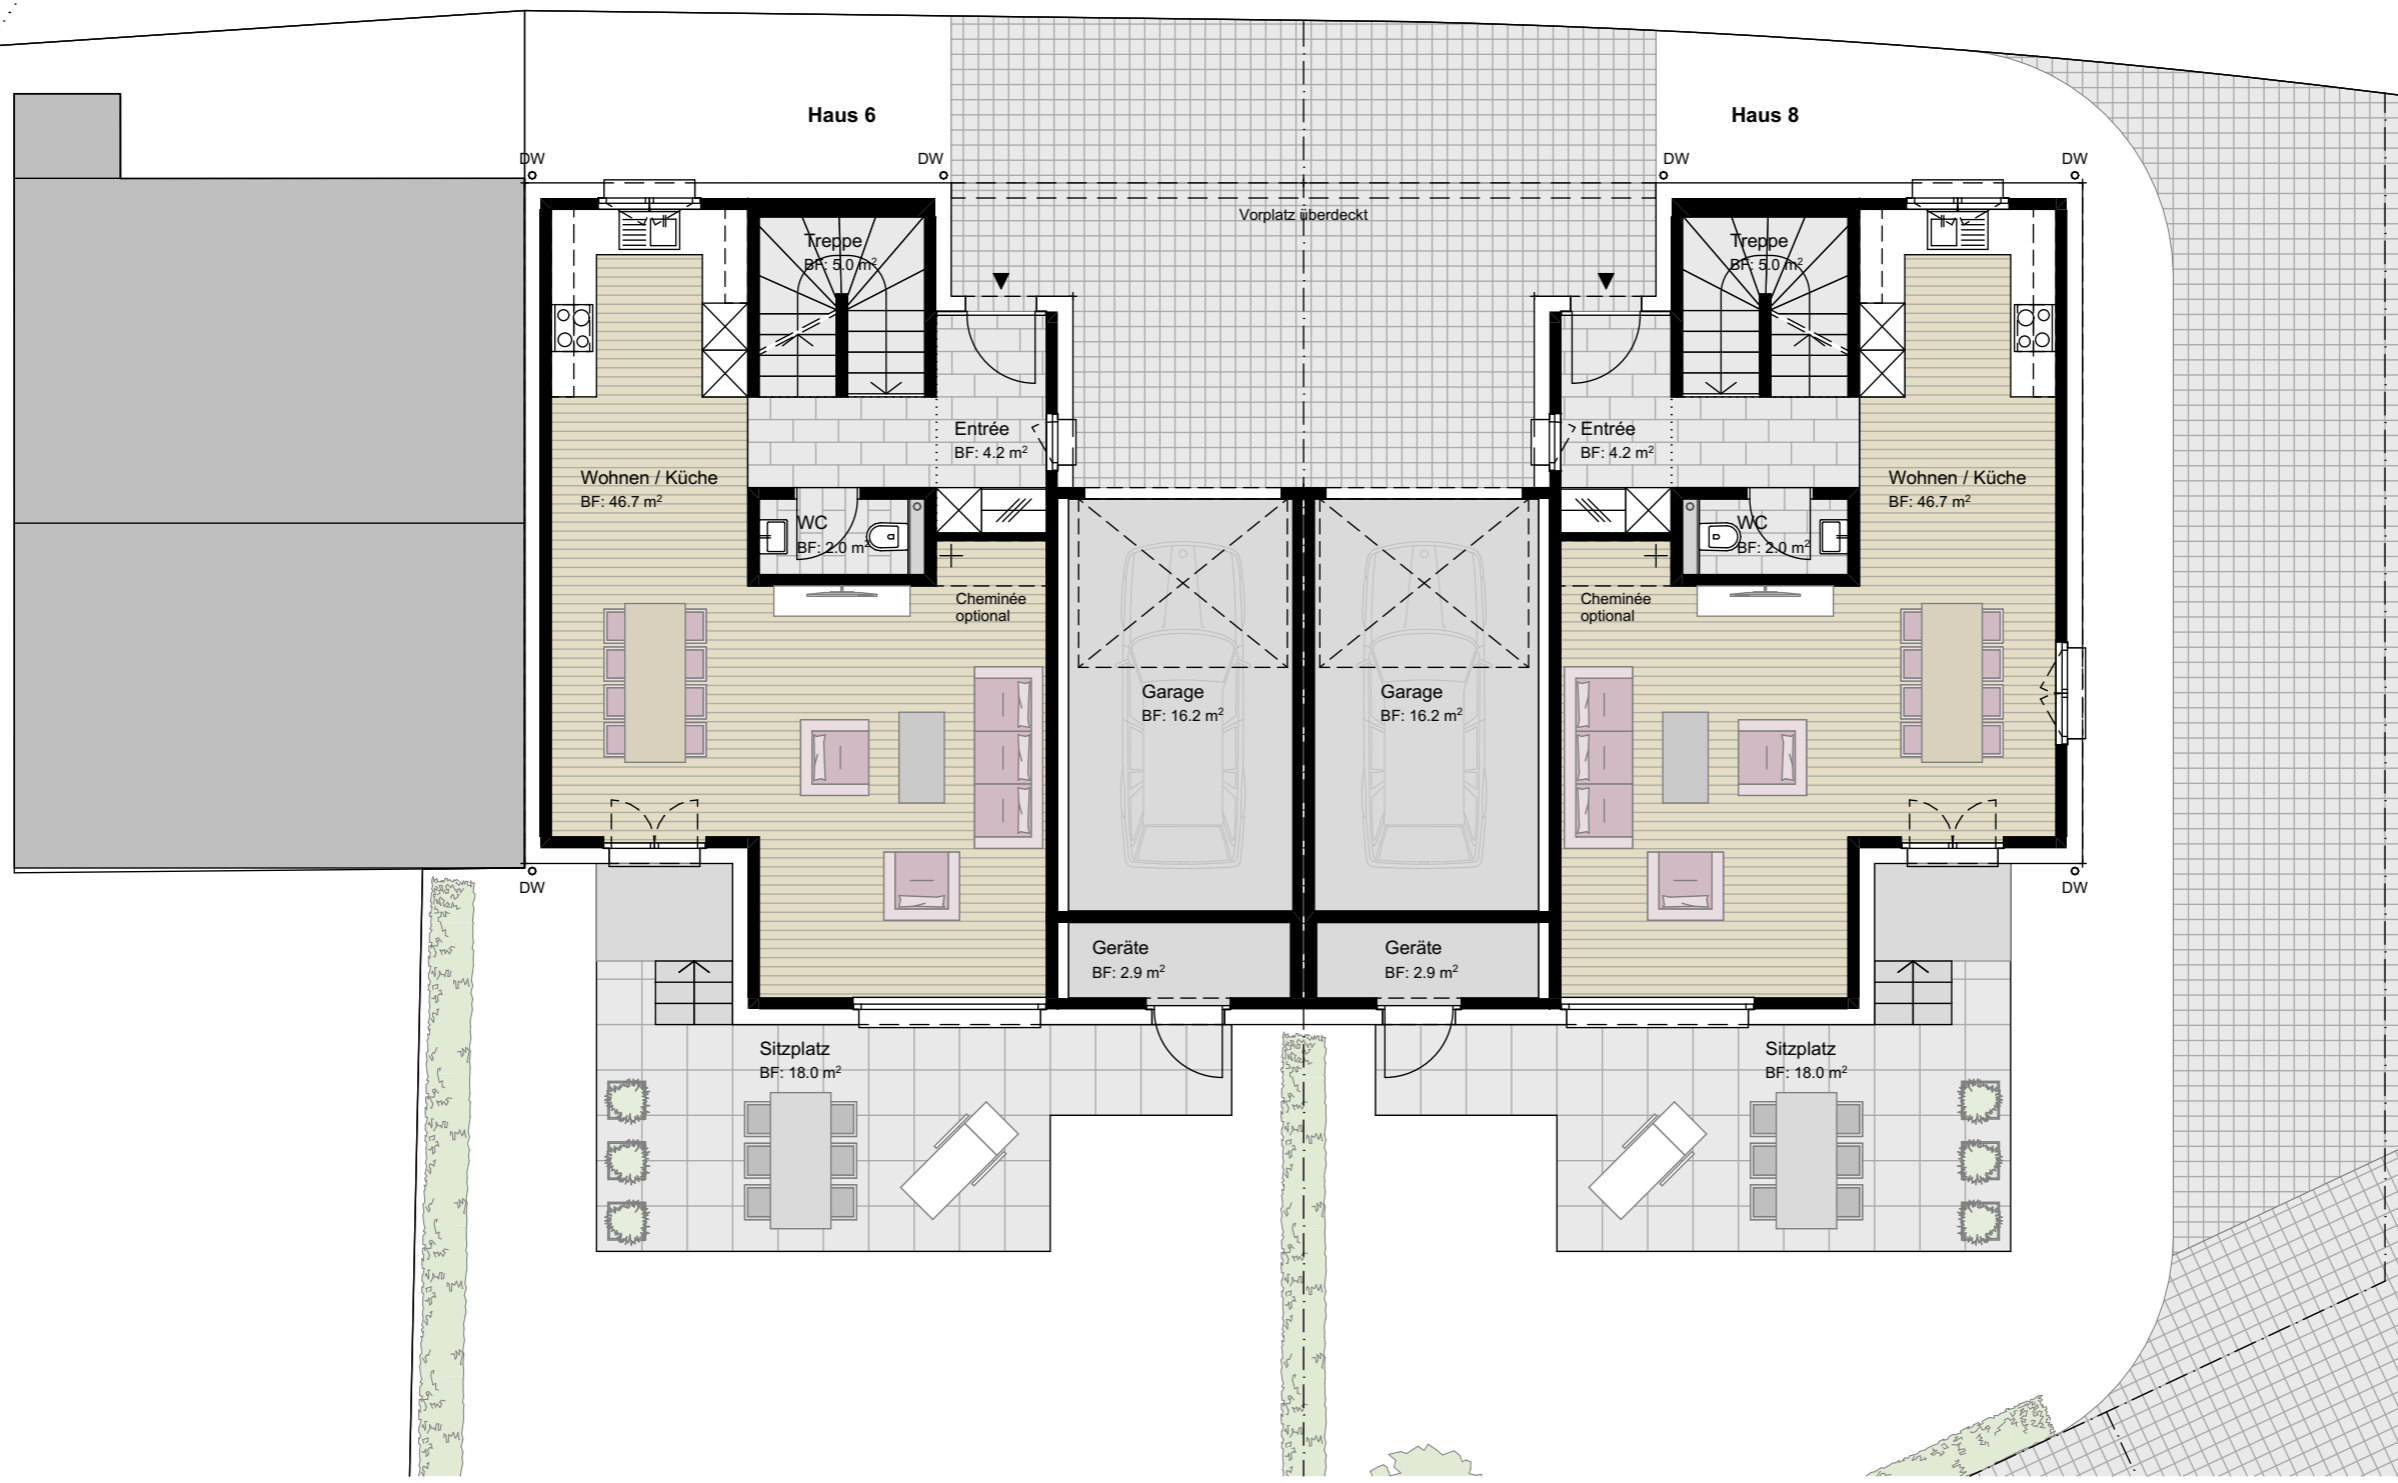 Haus 6
Haus 8
DW
DW
DW
DW
Vorplatz überdeckt
Treppe
BF: 5.0 m²
Treppe
BF: 5.0 m²
Entrée
BF: 4.2 m²
Entrée
BF: 4.2 m²
Wohnen / Küche
BF: 46.7 m²
Wohnen / Küche
BF: 46.7 m²
WC
BF: 2.0 m²
WC
BF: 2.0 m²
Cheminée
optional
Cheminée
optional
Garage
BF: 16.2 m²
Garage
BF: 16.2 m²
DW
DW
Geräte
BF: 2.9 m²
Geräte
BF: 2.9 m²
Sitzplatz
BF: 18.0 m²
Sitzplatz
BF: 18.0 m²